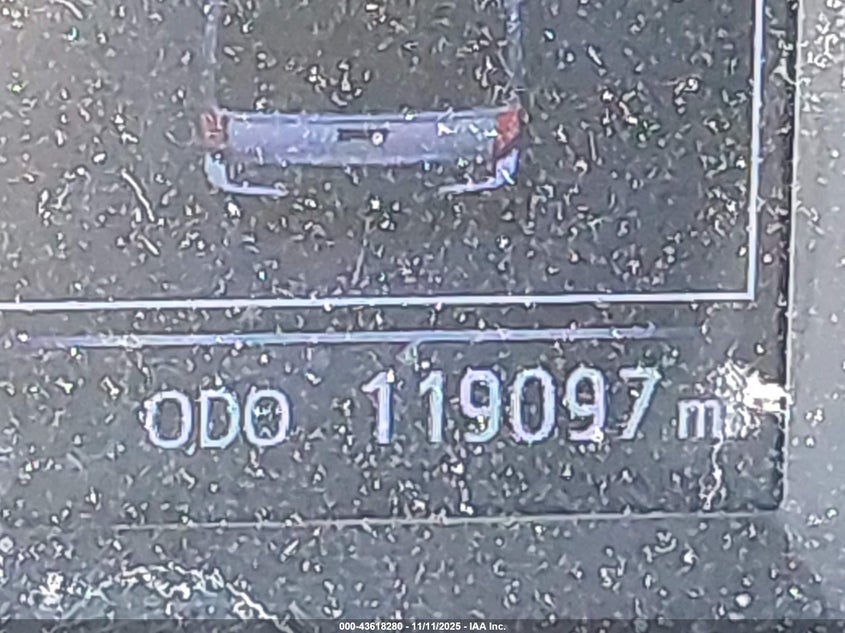 ODO 119097 m
000-43618280 - 11/11/2025 - IAA Inc.